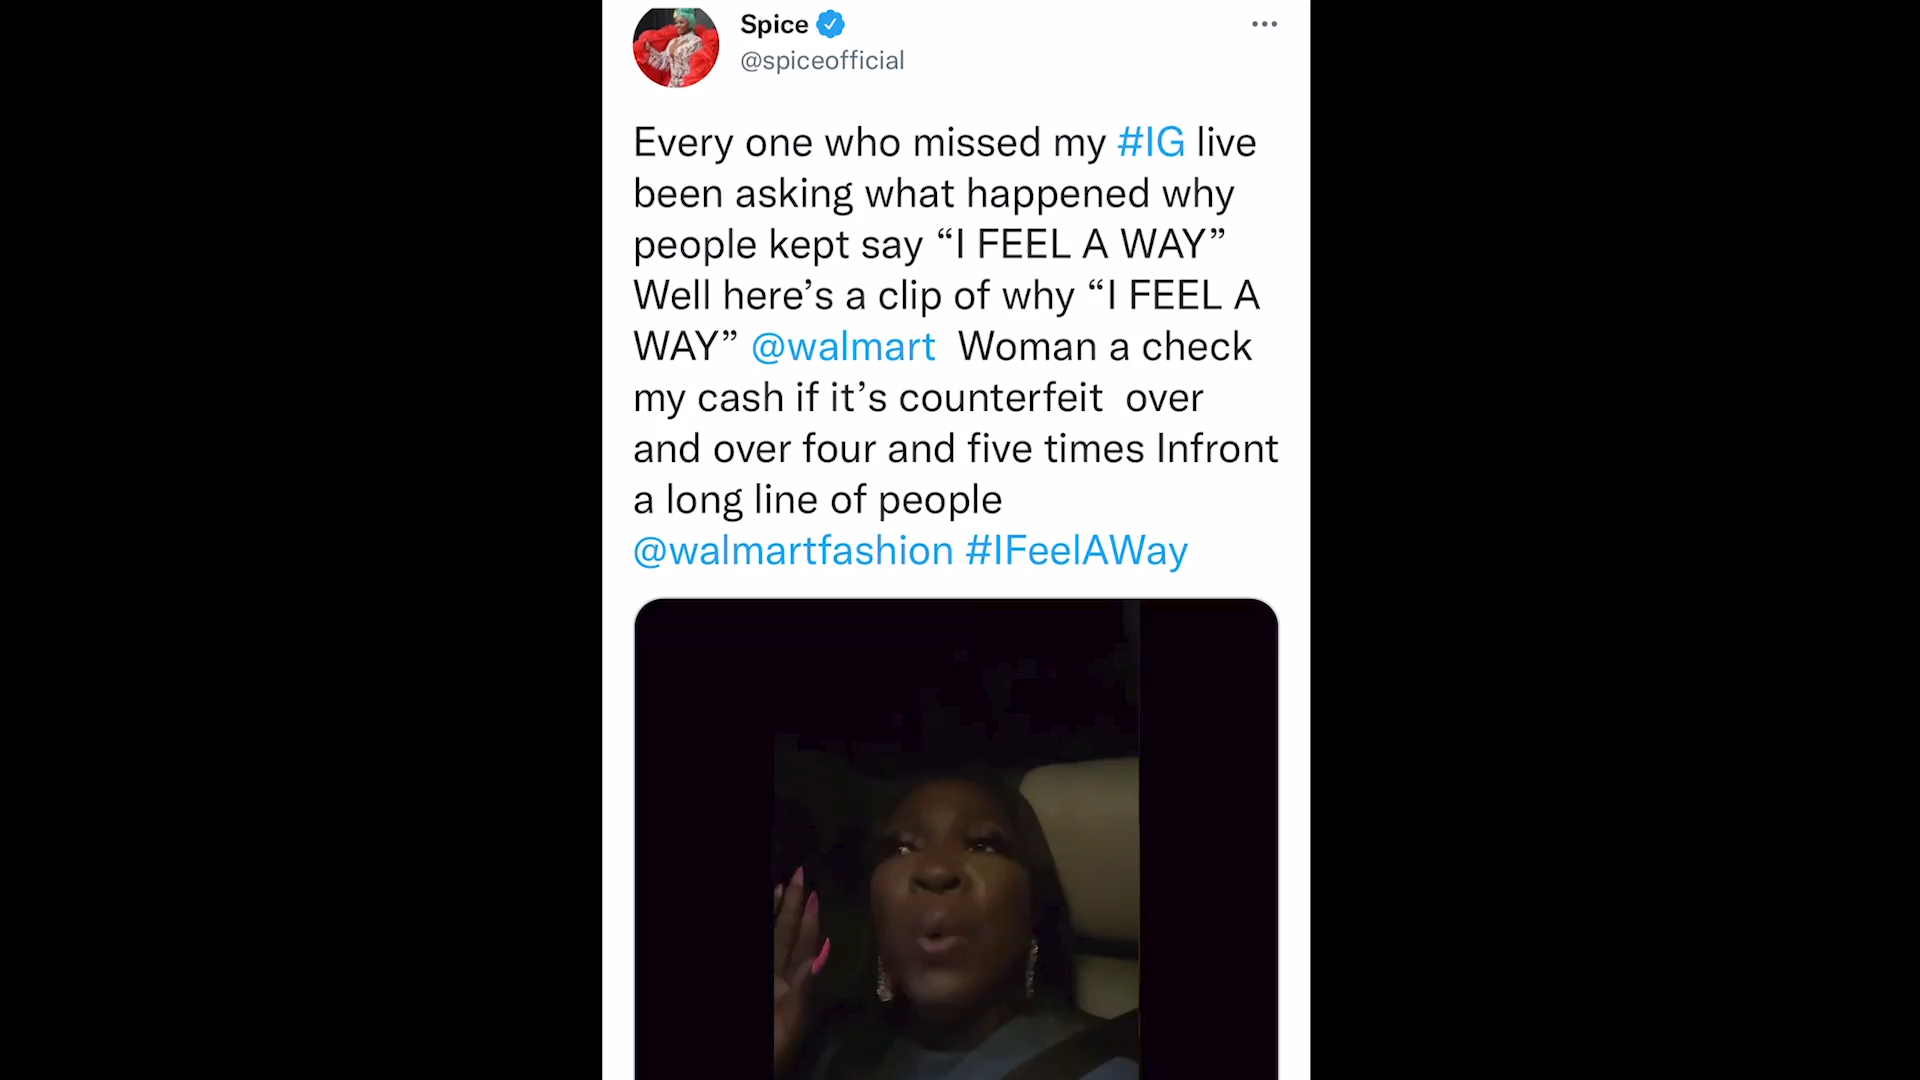 Spice
@spiceofficial
Every one who missed my #IG live
been asking what happened why
people kept say “I FEEL A WAY”
Well here’s a clip of why “I FEEL A
WAY” @walmart Woman a check
my cash if it’s counterfeit over
and over four and five times Infront
a long line of people
@walmartfashion #IFeelAWay